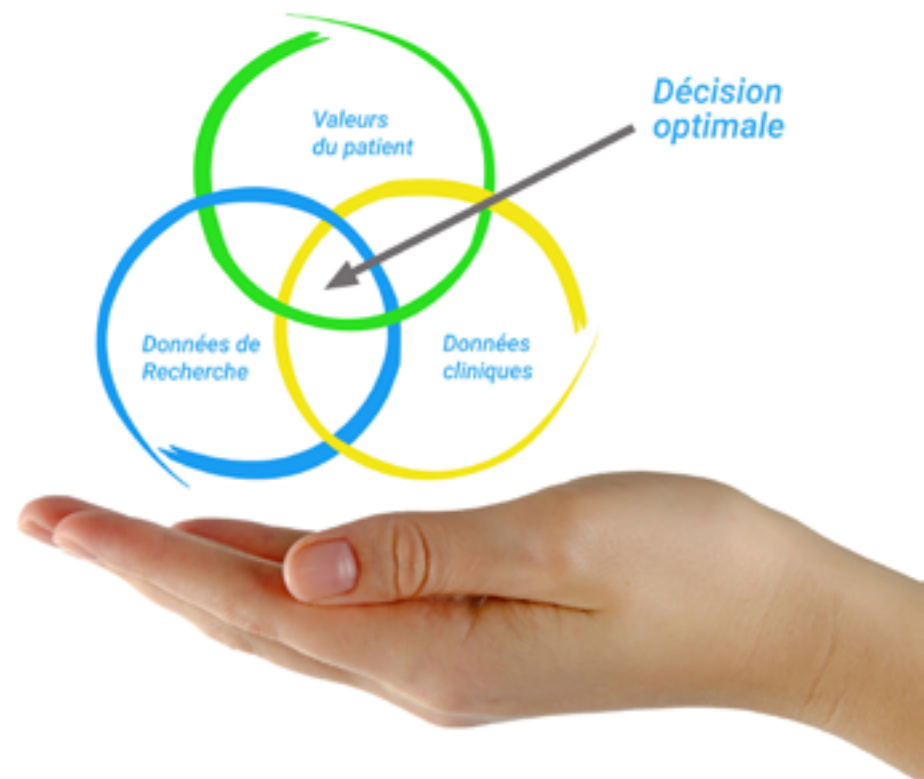 Valeurs
du patient
Décision
optimale
Données de
Recherche
Données
cliniques